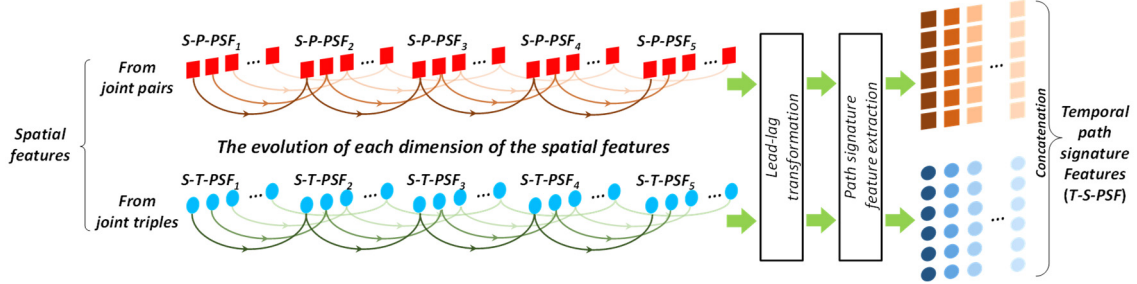 Spatial
features
From
joint pairs
S-P-PSF1 S-P-PSF2 S-P-PSF3 S-P-PSF4 S-P-PSF5
... ... ... ... ...
The evolution of each dimension of the spatial features
From
joint triples
S-T-PSF1 S-T-PSF2 S-T-PSF3 S-T-PSF4 S-T-PSF5
... ... ... ... ...
Lead-lag
transformation
Path signature
feature extraction
...
...
Concatenation
Temporal
path
signature
Features
(T-S-PSF)